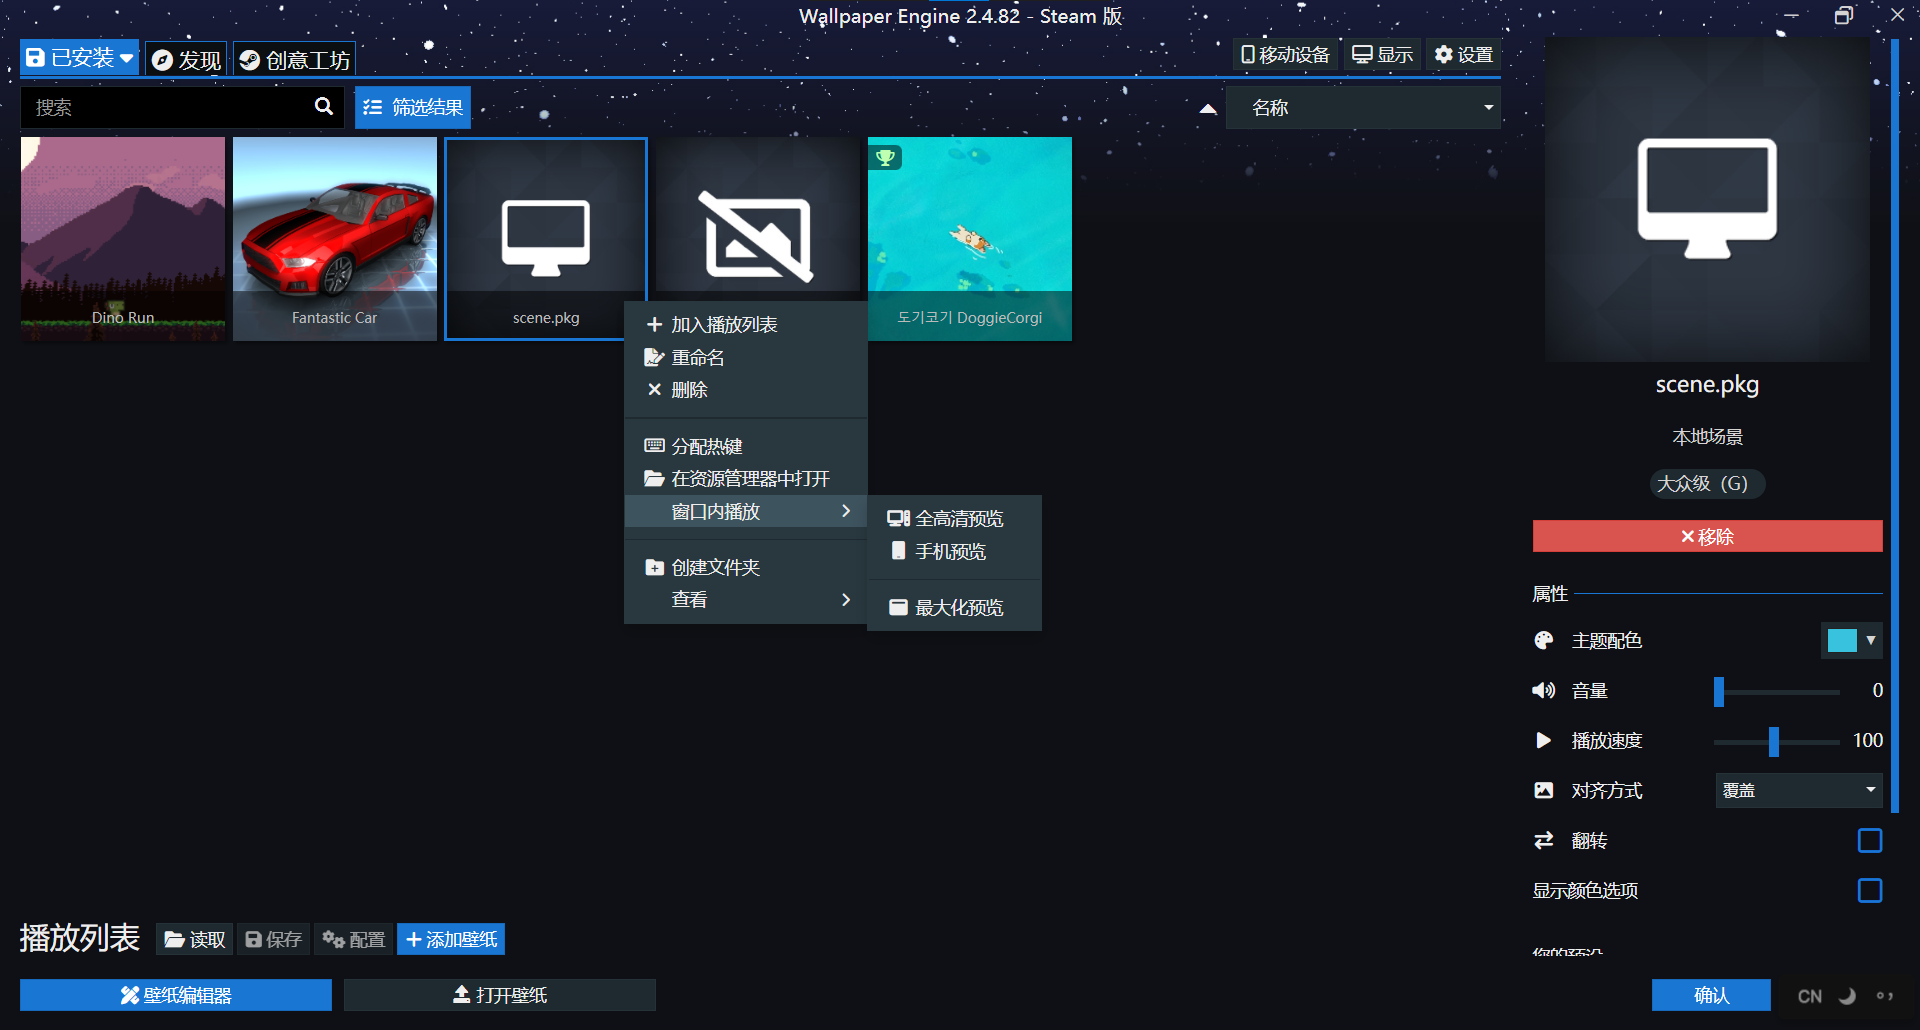 Wallpaper Engine 2.4.82 - Steam 版
已安装
发现
创意工坊
移动设备
显示
设置
搜索
筛选结果
名称
Dino Run
Fantastic Car
scene.pkg
도기코기 DoggieCorgi
加入播放列表
重命名
删除
分配热键
在资源管理器中打开
窗口内播放
创建文件夹
查看
全高清预览
手机预览
最大化预览
scene.pkg
本地场景
大众级（G）
移除
属性
主题配色
音量
0
播放速度
100
对齐方式
覆盖
翻转
显示颜色选项
播放列表
读取
保存
配置
添加壁纸
壁纸编辑器
打开壁纸
确认
CN